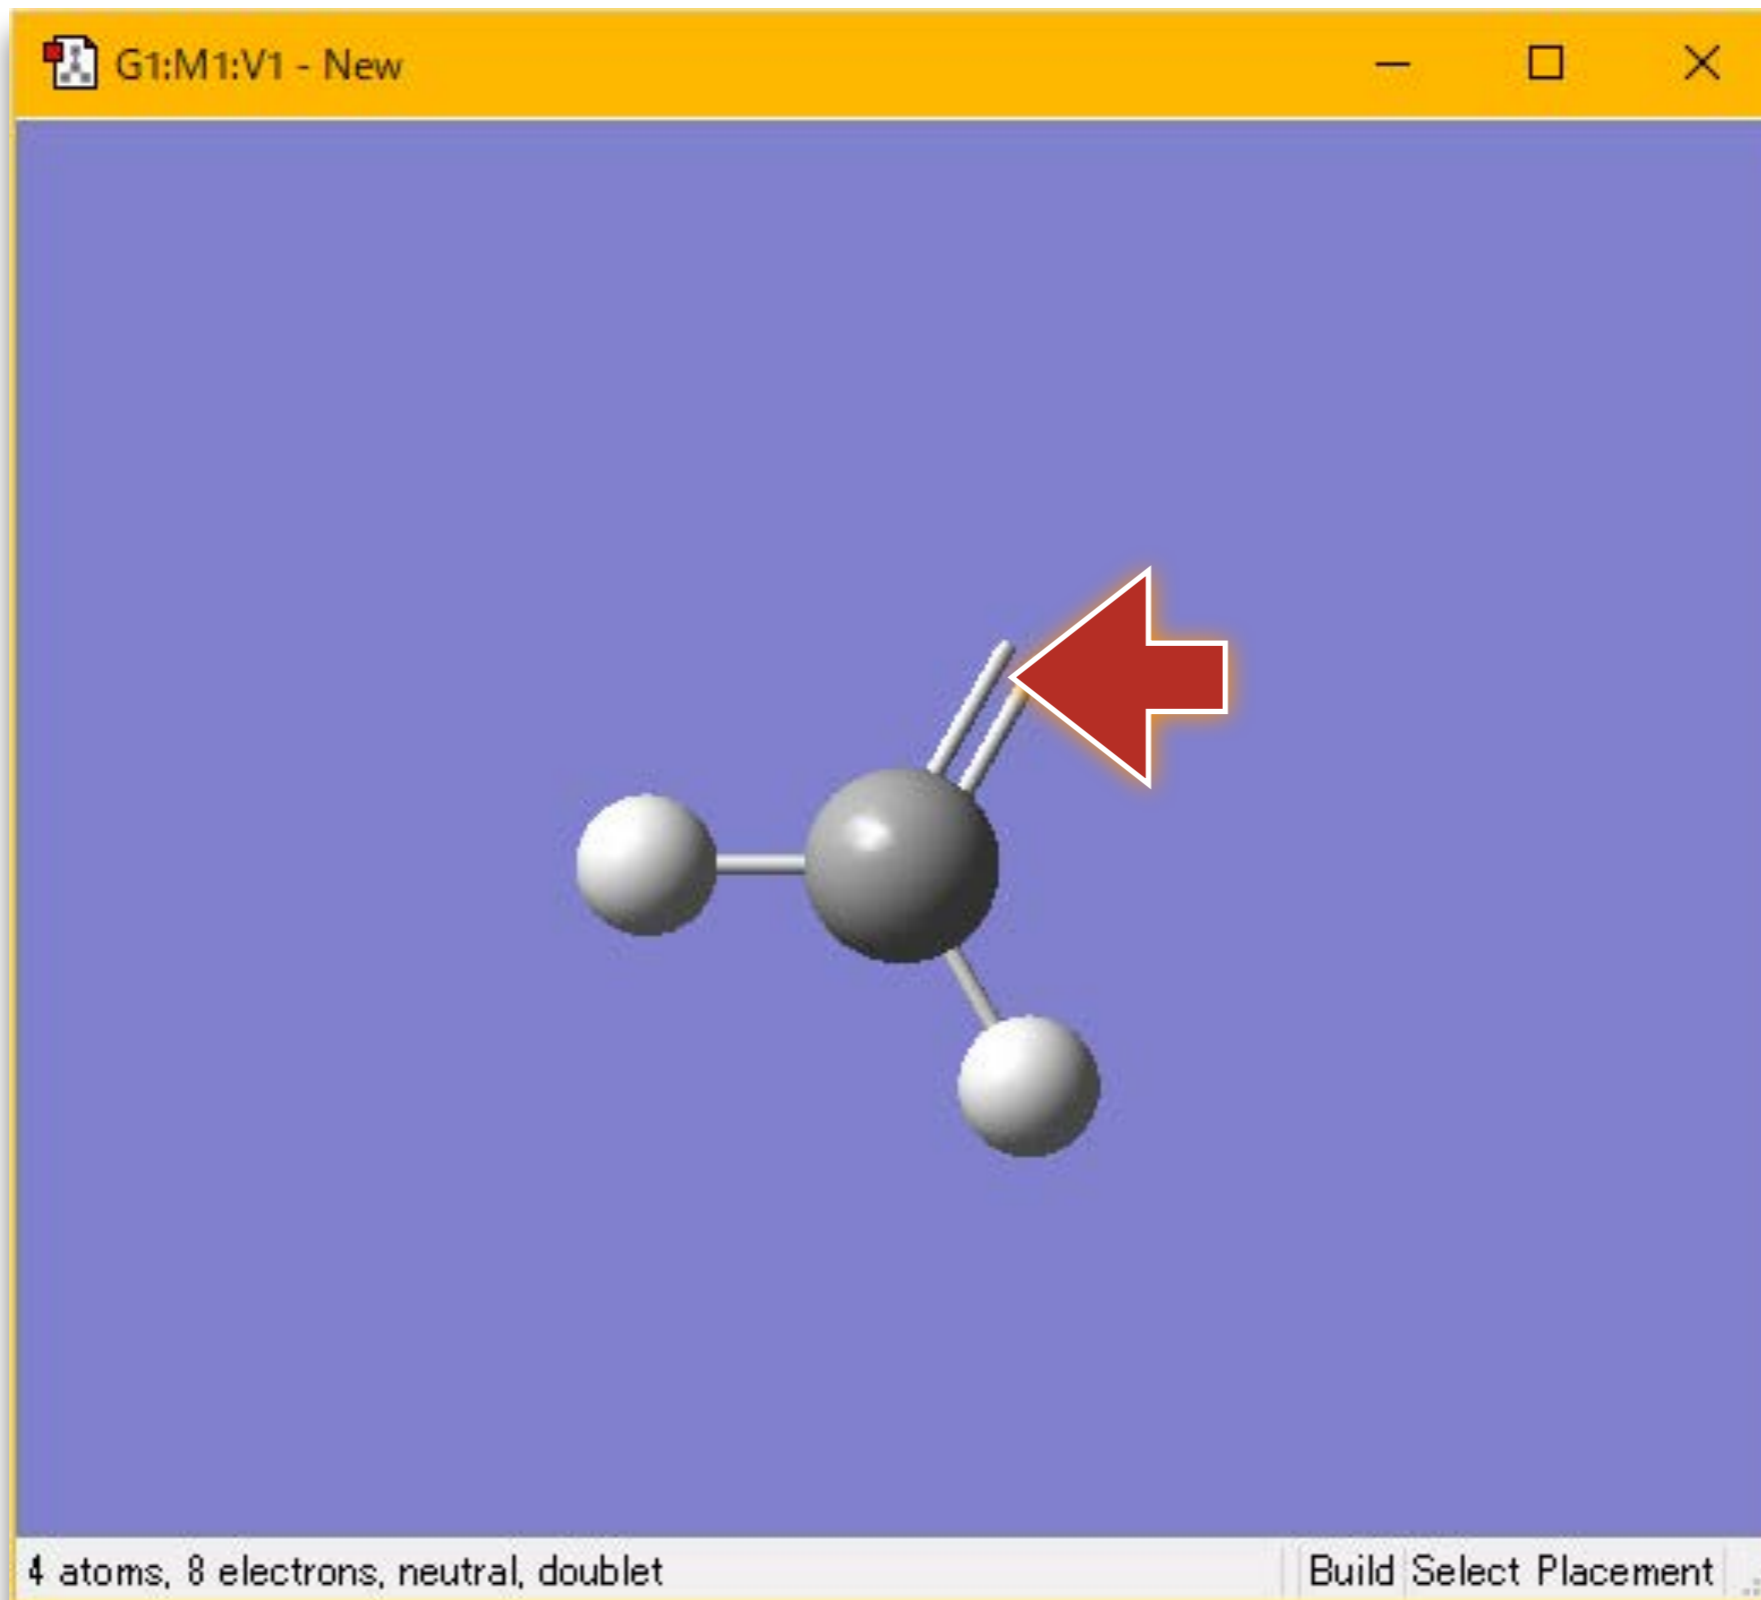 G1:M1:V1 - New
4 atoms, 8 electrons, neutral, doublet
Build Select Placement